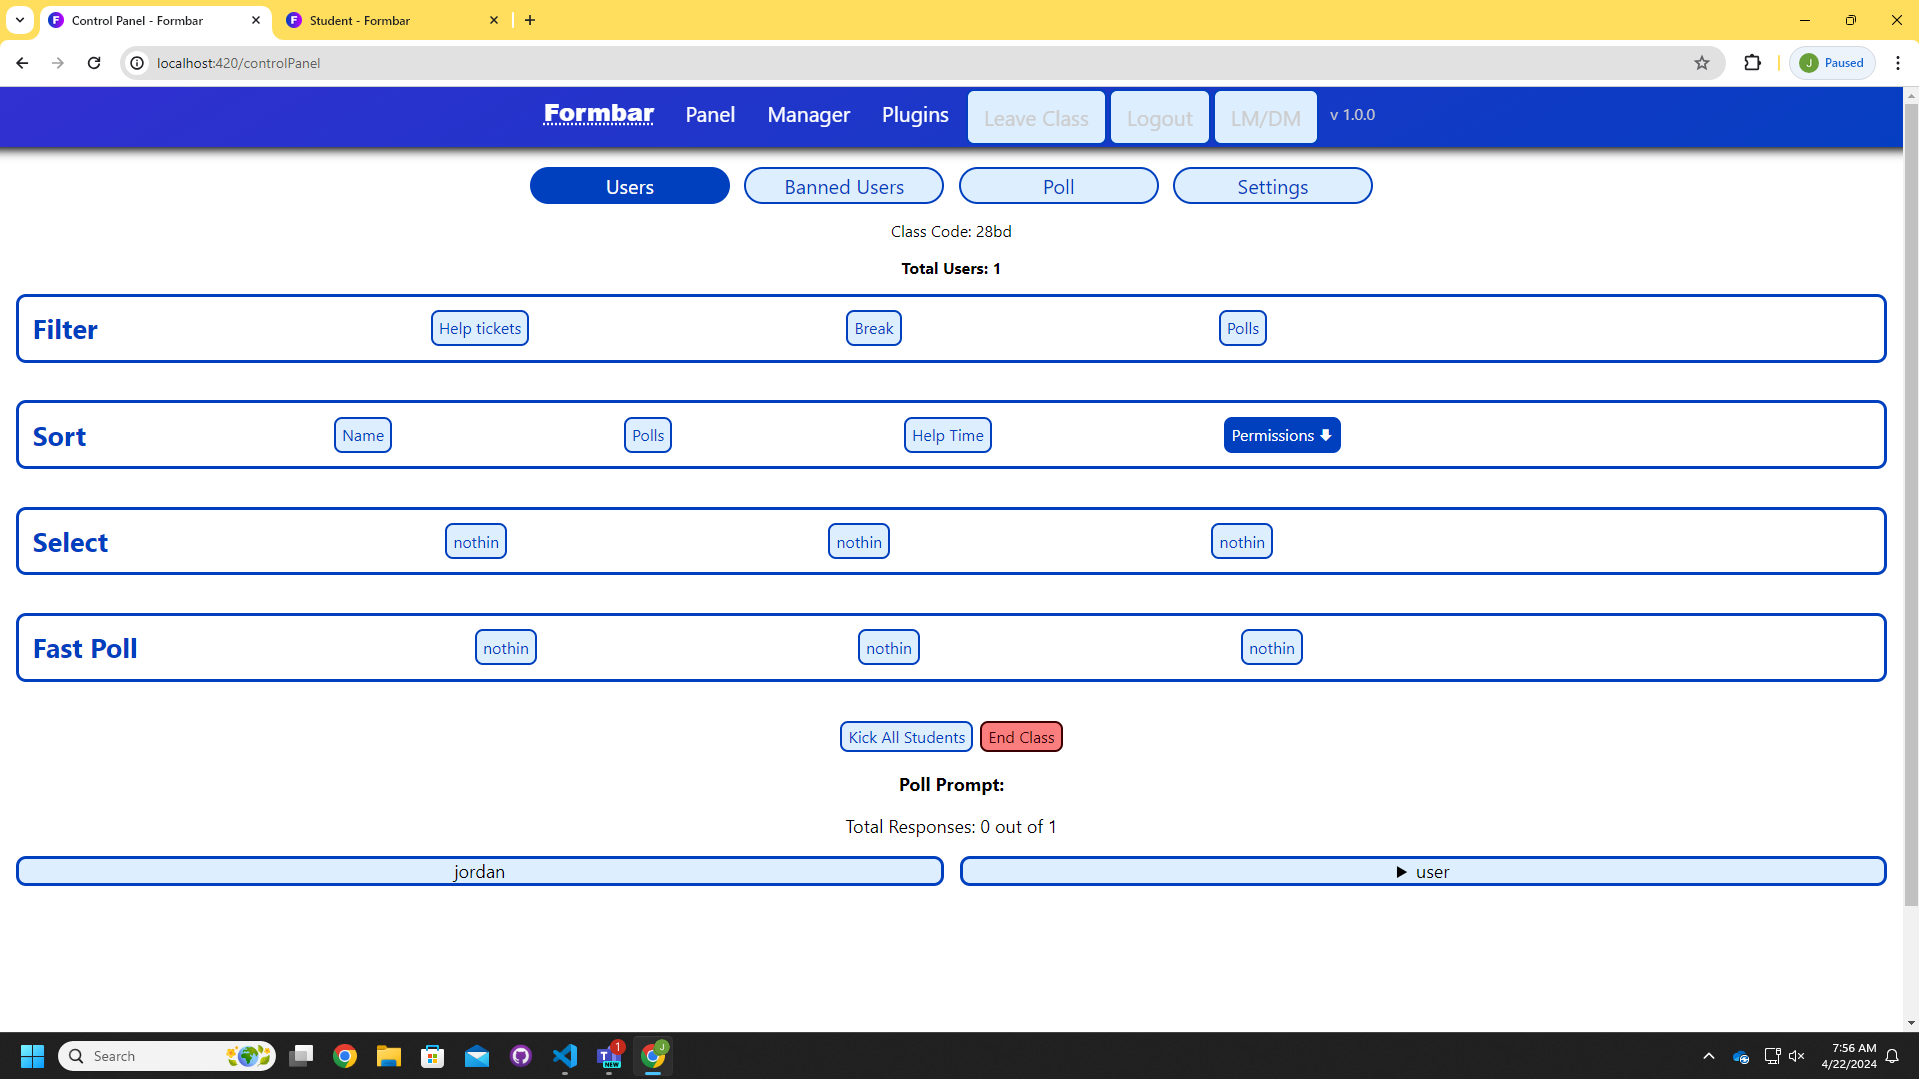 Control Panel - Formbar
Student - Formbar
localhost:420/controlPanel
J
Paused
Formbar Panel Manager Plugins Leave Class Logout LM/DM v 1.0.0
Users Banned Users Poll Settings
Class Code: 28bd
Total Users: 1
Filter Help tickets Break Polls
Sort Name Polls Help Time Permissions
Select nothin nothin nothin
Fast Poll nothin nothin nothin
Kick All Students End Class
Poll Prompt:
Total Responses: 0 out of 1
jordan
user
Search
1
NEW
J
7:56 AM
4/22/2024